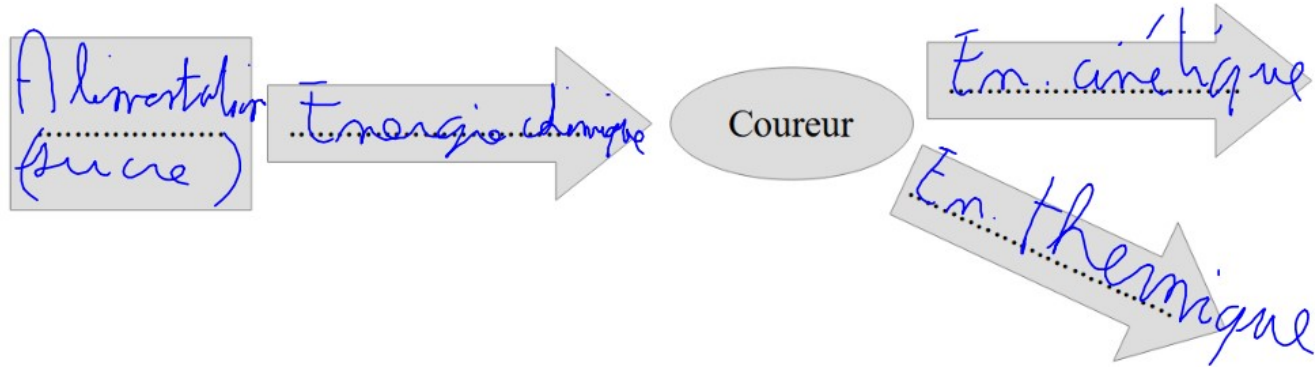 Alimentation
(sucre)
Energie chimique
Coureur
En. cinétique
En. thermique